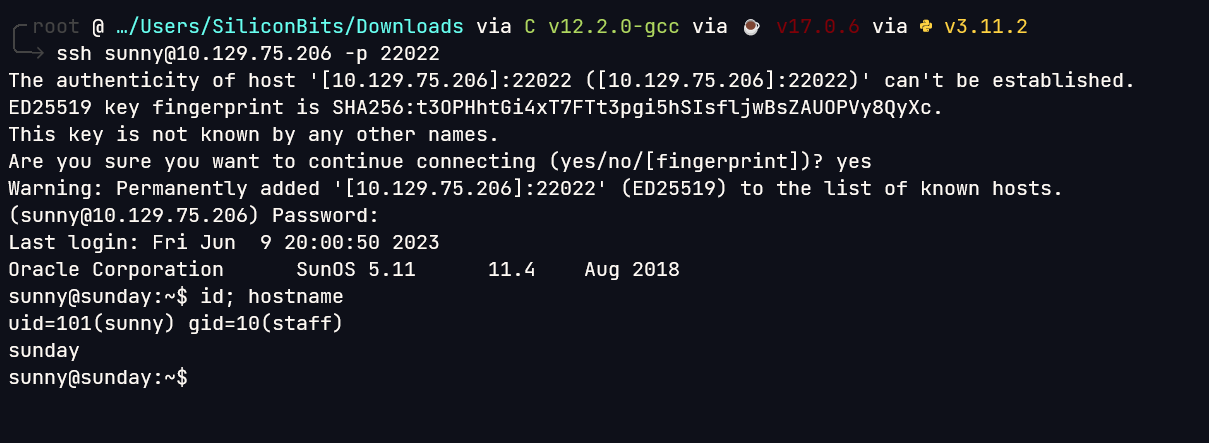 root @ …/Users/SiliconBits/Downloads via C v12.2.0-gcc via ☕ v17.0.6 via 🐍 v3.11.2
ssh sunny@10.129.75.206 -p 22022
The authenticity of host '[10.129.75.206]:22022 ([10.129.75.206]:22022)' can't be established.
ED25519 key fingerprint is SHA256:t3OPHhtGi4xT7FTt3pgi5hSIsfljwBsZAUOPVy8QyXc.
This key is not known by any other names.
Are you sure you want to continue connecting (yes/no/[fingerprint])? yes
Warning: Permanently added '[10.129.75.206]:22022' (ED25519) to the list of known hosts.
(sunny@10.129.75.206) Password:
Last login: Fri Jun  9 20:00:50 2023
Oracle Corporation      SunOS 5.11      11.4    Aug 2018
sunny@sunday:~$ id; hostname
uid=101(sunny) gid=10(staff)
sunday
sunny@sunday:~$